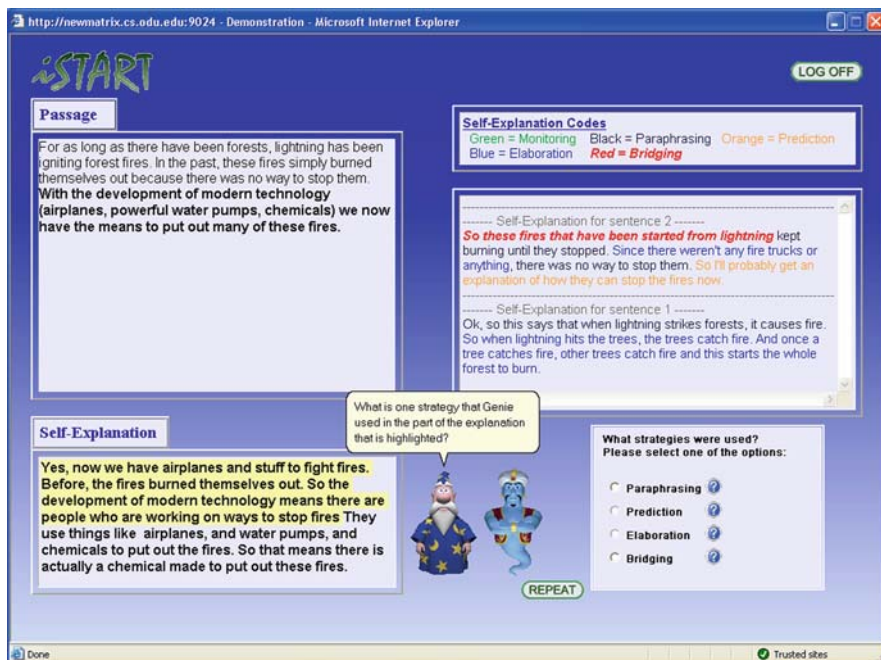 http://newmatrix.cs.odu.edu:9024 - Demonstration - Microsoft Internet Explorer
iSTART
LOG OFF
Passage
For as long as there have been forests, lightning has been
igniting forest fires. In the past, these fires simply burned
themselves out because there was no way to stop them.
With the development of modern technology
(airplanes, powerful water pumps, chemicals) we now
have the means to put out many of these fires.
Self-Explanation Codes
Green = Monitoring Black = Paraphrasing Orange = Prediction
Blue = Elaboration Red = Bridging
------- Self-Explanation for sentence 2 -------
So these fires that have been started from lightning kept
burning until they stopped. Since there weren't any fire trucks or
anything, there was no way to stop them. So I'll probably get an
explanation of how they can stop the fires now.
------- Self-Explanation for sentence 1 -------
Ok, so this says that when lightning strikes forests, it causes fire.
So when lightning hits the trees, the trees catch fire. And once a
tree catches fire, other trees catch fire and this starts the whole
forest to burn.
What is one strategy that Genie
used in the part of the explanation
that is highlighted?
Self-Explanation
Yes, now we have airplanes and stuff to fight fires.
Before, the fires burned themselves out. So the
development of modern technology means there are
people who are working on ways to stop fires They
use things like airplanes, and water pumps, and
chemicals to put out the fires. So that means there is
actually a chemical made to put out these fires.
What strategies were used?
Please select one of the options:
Paraphrasing ?
Prediction ?
Elaboration ?
Bridging ?
REPEAT
Done
Trusted sites